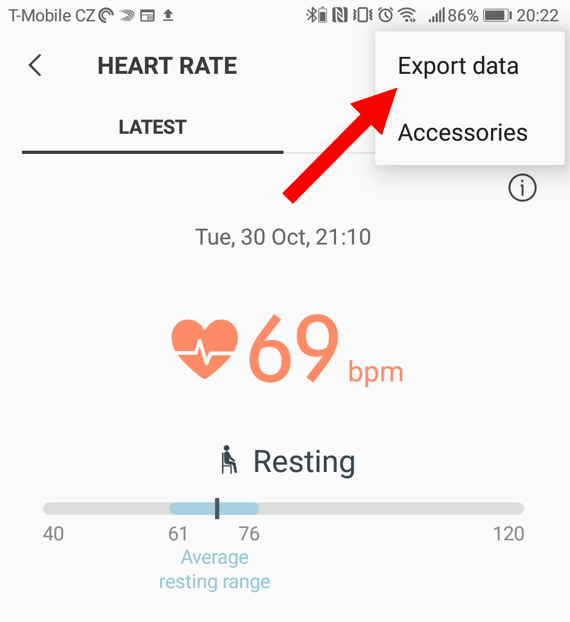 T-Mobile CZ 86% 20:22
HEART RATE
Export data
LATEST
Accessories
Tue, 30 Oct, 21:10
69 bpm
Resting
40 61 76 120
Average
resting range